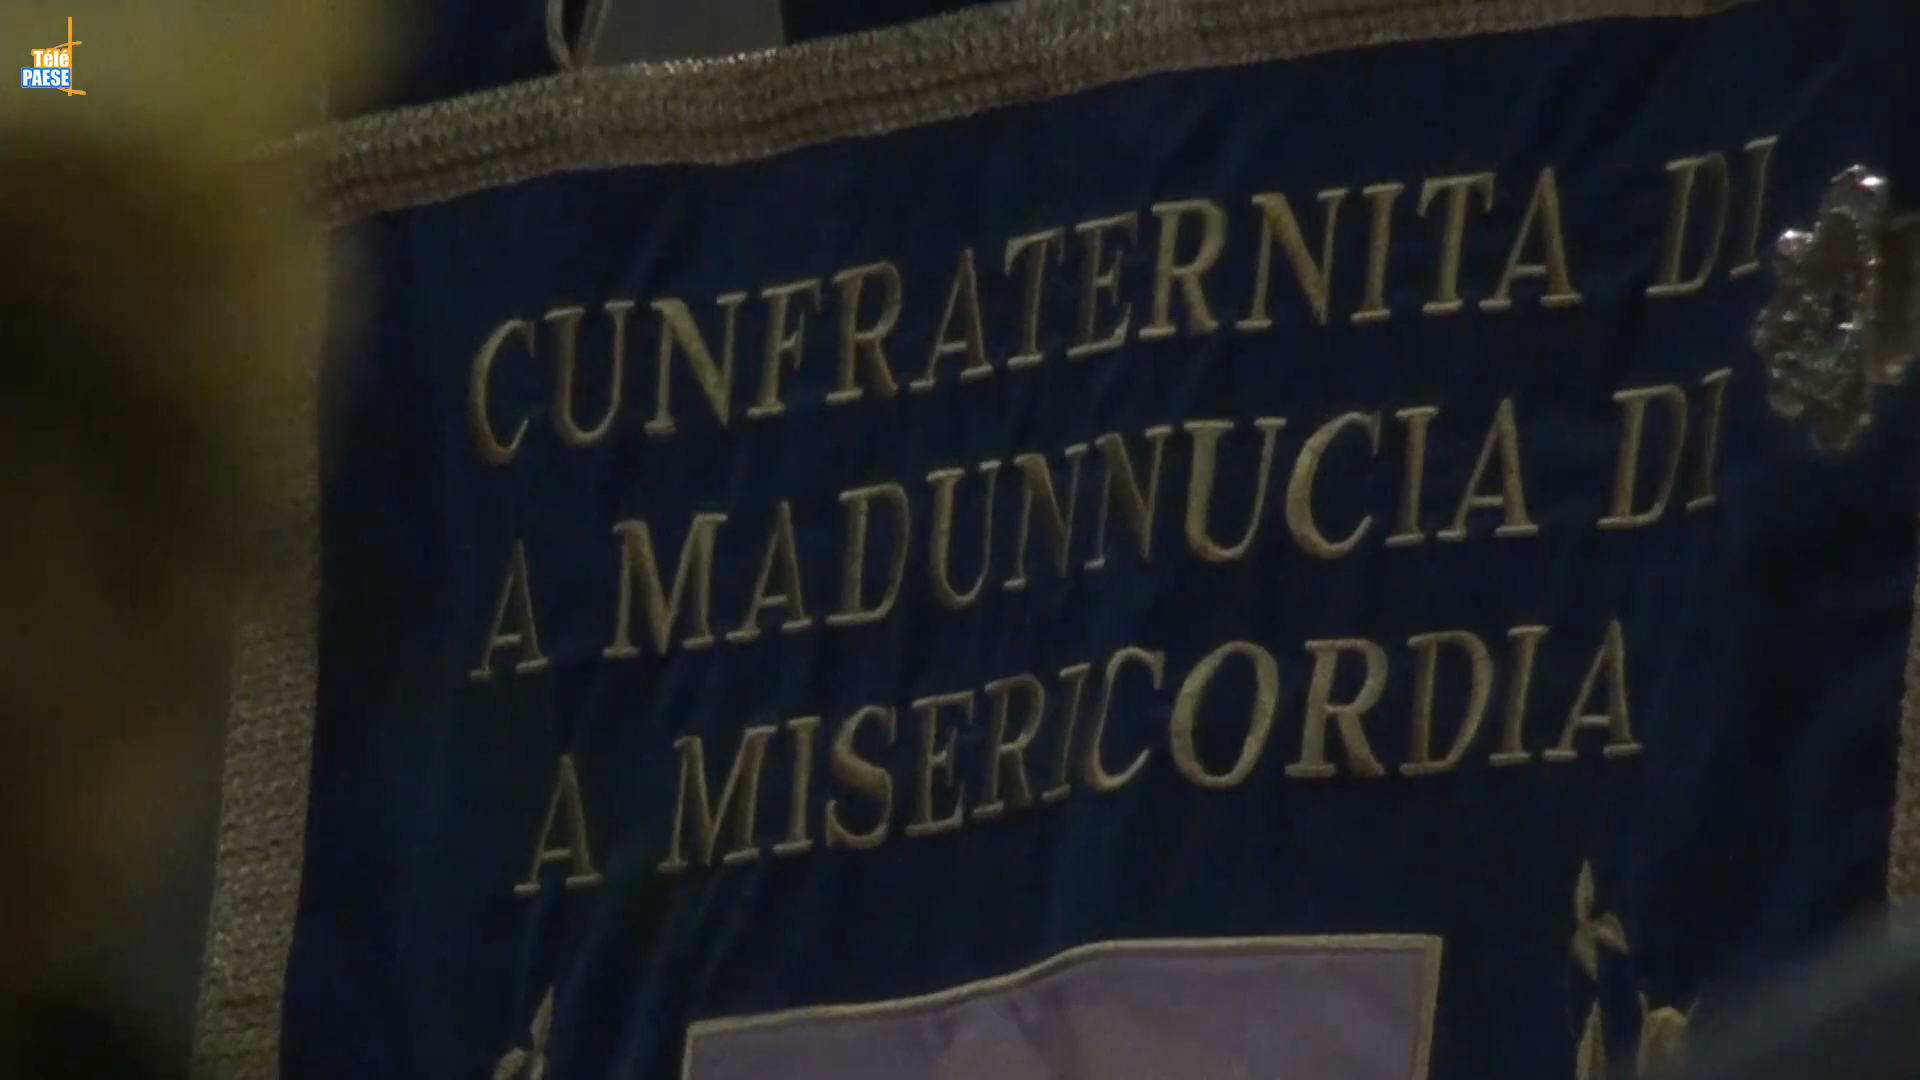 Télé
PAESE
CUNFRATERNITA DI
A MADUNNUCIA DI
A MISERICORDIA